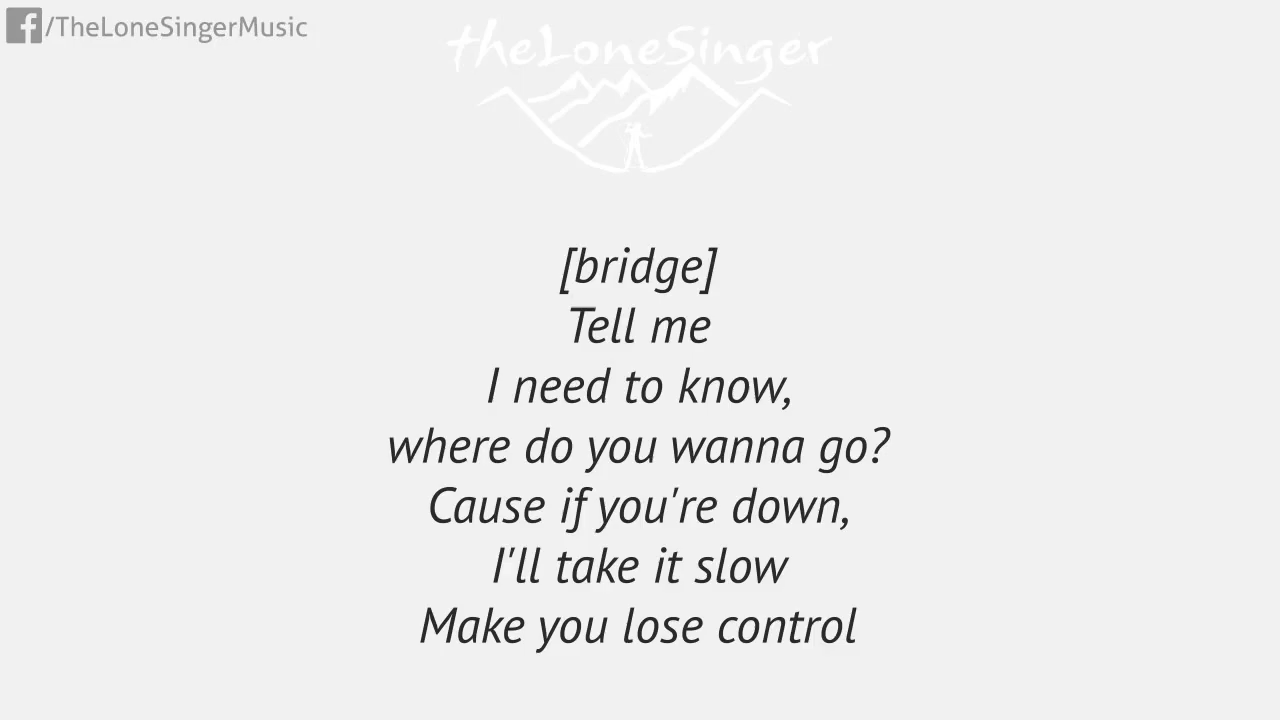 /TheLoneSingerMusic
theLoneSinger
[bridge]
Tell me
I need to know,
where do you wanna go?
Cause if you're down,
I'll take it slow
Make you lose control